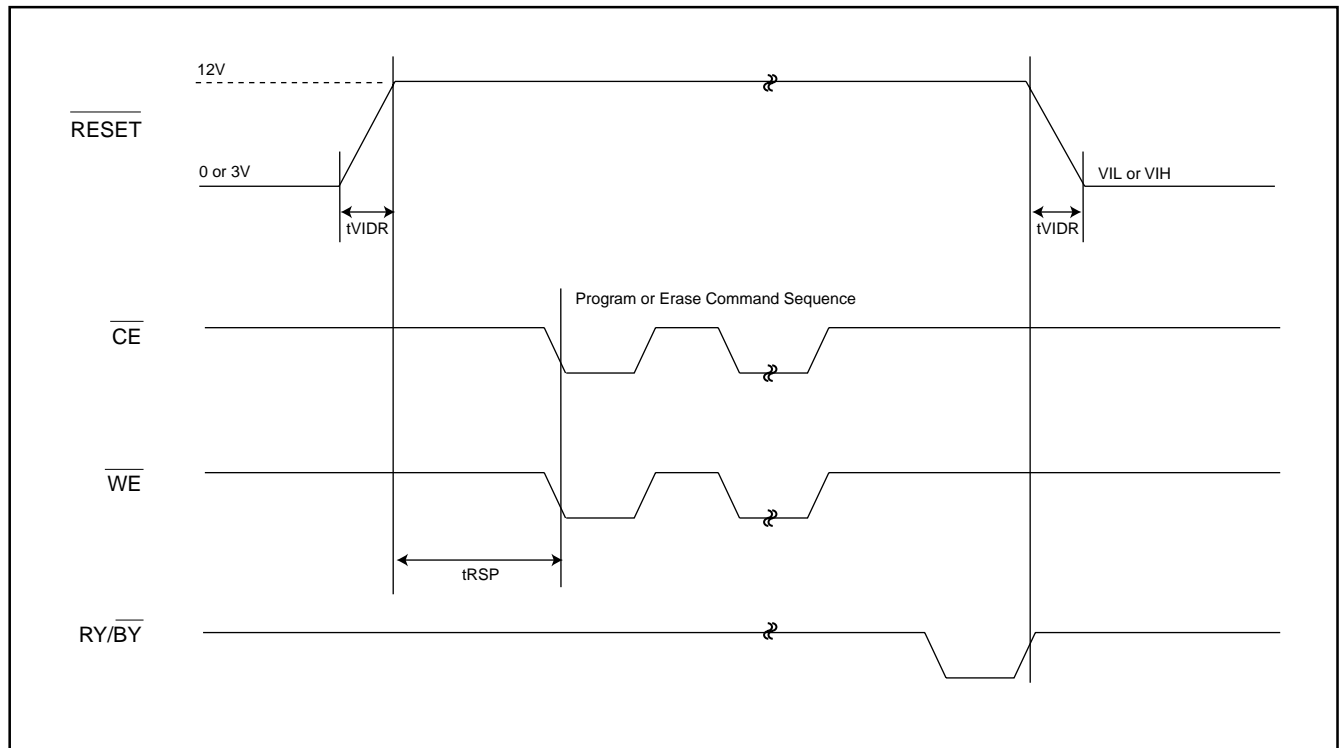 12V
RESET
0 or 3V
VIL or VIH
tVIDR
tVIDR
Program or Erase Command Sequence
CE
WE
tRSP
RY/BY